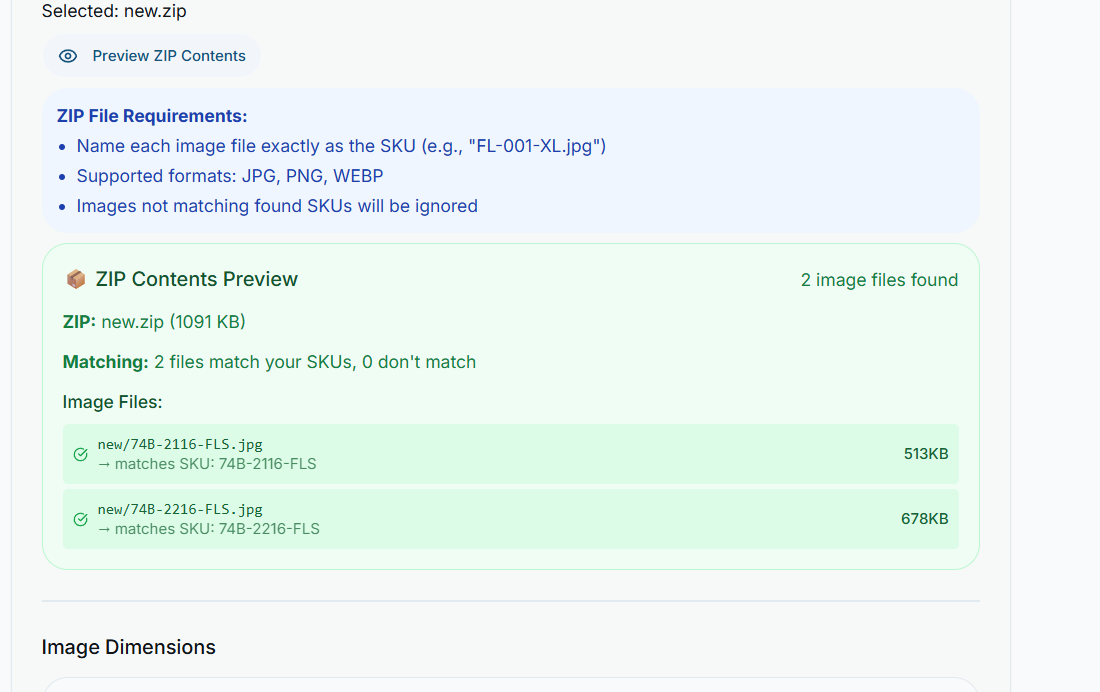 Selected: new.zip
Preview ZIP Contents
ZIP File Requirements:
• Name each image file exactly as the SKU (e.g., "FL-001-XL.jpg")
• Supported formats: JPG, PNG, WEBP
• Images not matching found SKUs will be ignored
📦 ZIP Contents Preview
2 image files found
ZIP: new.zip (1091 KB)
Matching: 2 files match your SKUs, 0 don't match
Image Files:
new/74B-2116-FLS.jpg
→ matches SKU: 74B-2116-FLS
513KB
new/74B-2216-FLS.jpg
→ matches SKU: 74B-2216-FLS
678KB
Image Dimensions